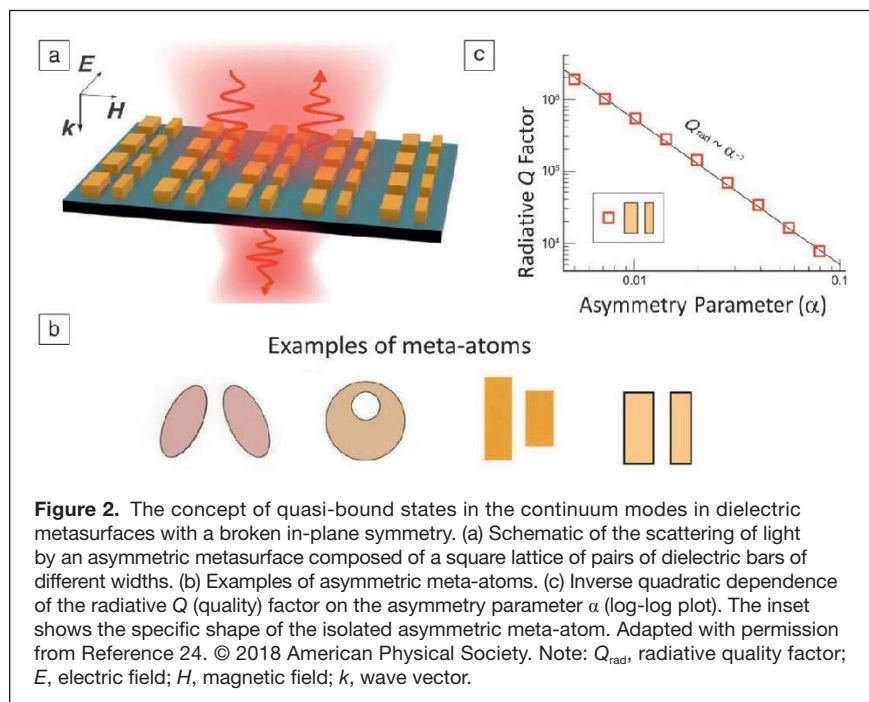 a
E
H
k
c
Radiative Q Factor
10⁶
10⁵
10⁴
Q_rad ~ α⁻²
0.01
0.1
Asymmetry Parameter (α)
b
Examples of meta-atoms
Figure 2. The concept of quasi-bound states in the continuum modes in dielectric
metasurfaces with a broken in-plane symmetry. (a) Schematic of the scattering of light
by an asymmetric metasurface composed of a square lattice of pairs of dielectric bars of
different widths. (b) Examples of asymmetric meta-atoms. (c) Inverse quadratic dependence
of the radiative Q (quality) factor on the asymmetry parameter α (log-log plot). The inset
shows the specific shape of the isolated asymmetric meta-atom. Adapted with permission
from Reference 24. © 2018 American Physical Society. Note: Q_rad, radiative quality factor;
E, electric field; H, magnetic field; k, wave vector.